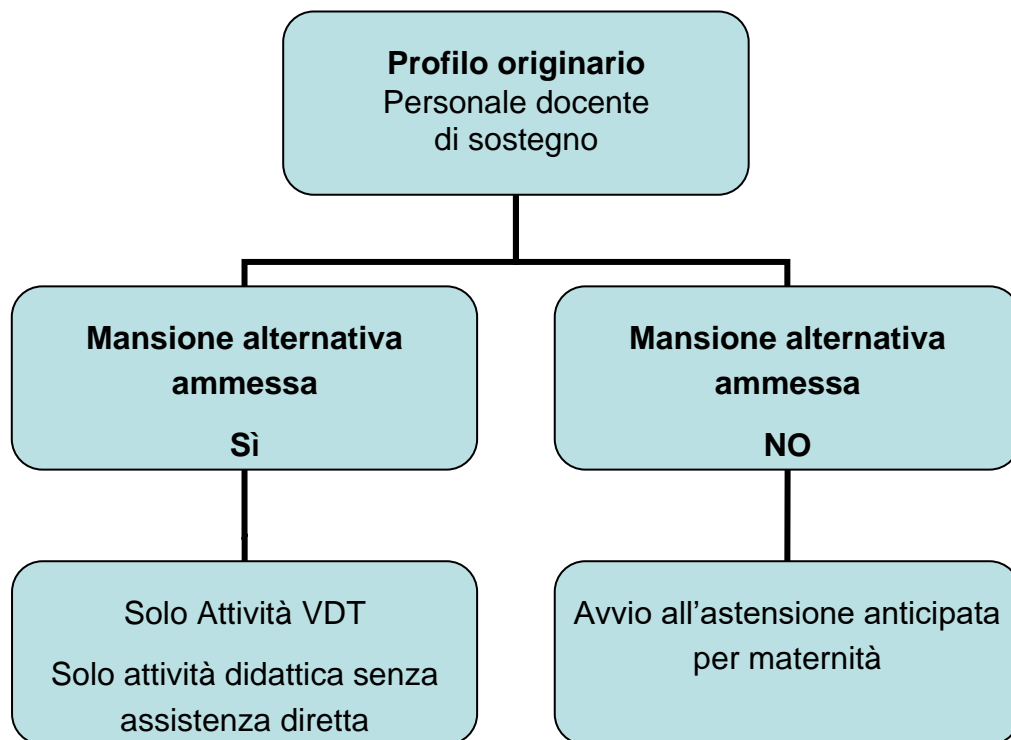 Profilo originario
Personale docente
di sostegno
Mansione alternativa
ammessa
Sì
Mansione alternativa
ammessa
NO
Solo Attività VDT
Solo attività didattica senza
assistenza diretta
Avvio all’astensione anticipata
per maternità